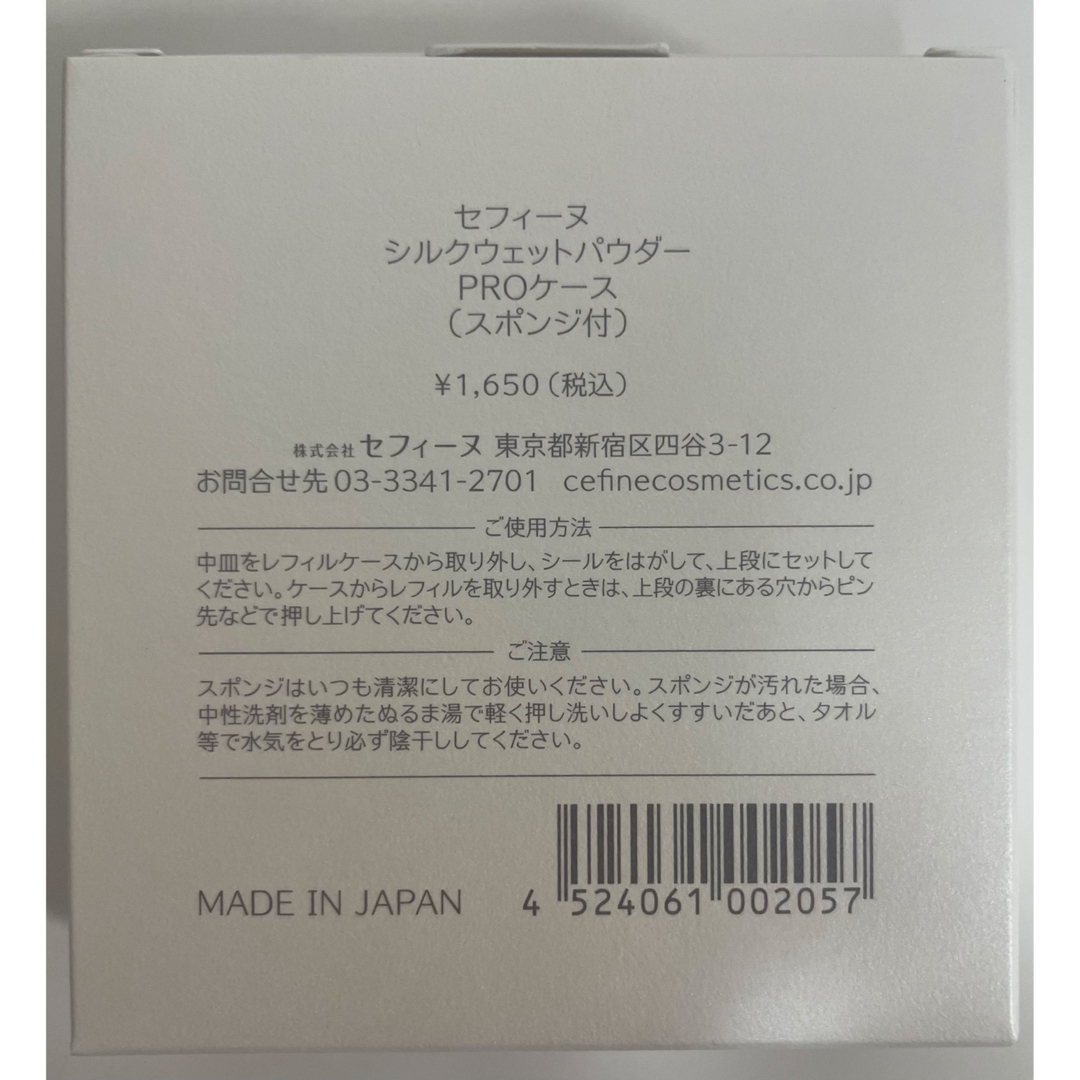 セフィーヌ
シルクウェットパウダー
PROケース
（スポンジ付）
¥1,650（税込）
株式会社 セフィーヌ 東京都新宿区四谷3-12
お問合せ先 03-3341-2701 cefinecosmetics.co.jp
ご使用方法
中皿をレフィルケースから取り外し、シールをはがして、上段にセットして
ください。ケースからレフィルを取り外すときは、上段の裏にある穴からピン
先などで押し上げてください。
ご注意
スポンジはいつも清潔にしてお使いください。スポンジが汚れた場合、
中性洗剤を薄めたぬるま湯で軽く押し洗いしよくすすいだあと、タオル
等で水気をとり必ず陰干ししてください。
MADE IN JAPAN 4 524061 002057